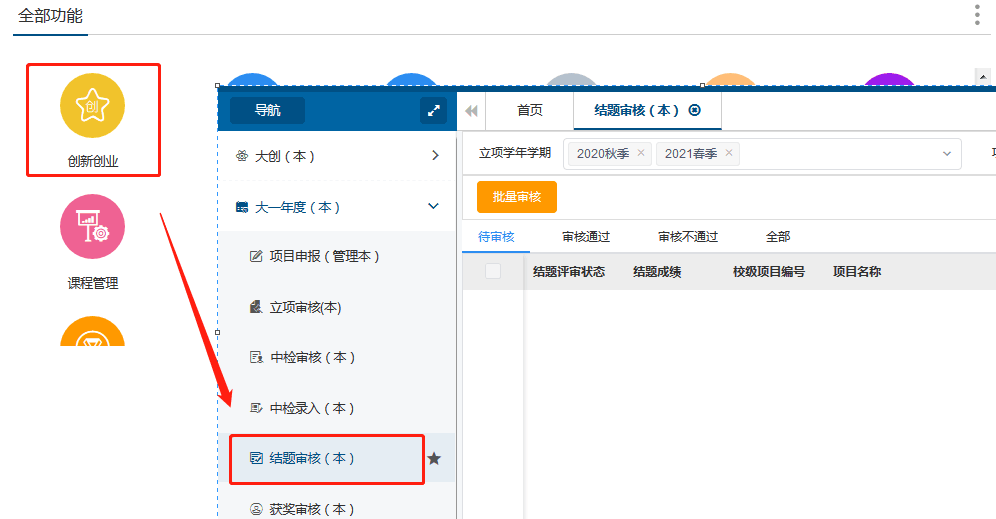 全部功能
创
创新创业
课程管理
导航
首页
结题审核（本）
大创（本）
立项学年学期
2020秋季
2021春季
批量审核
大一年度（本）
待审核
审核通过
审核不通过
全部
项目申报（管理本）
结题评审状态
结题成绩
校级项目编号
项目名称
立项审核(本)
中检审核（本）
中检录入（本）
结题审核（本）
获奖审核（本）